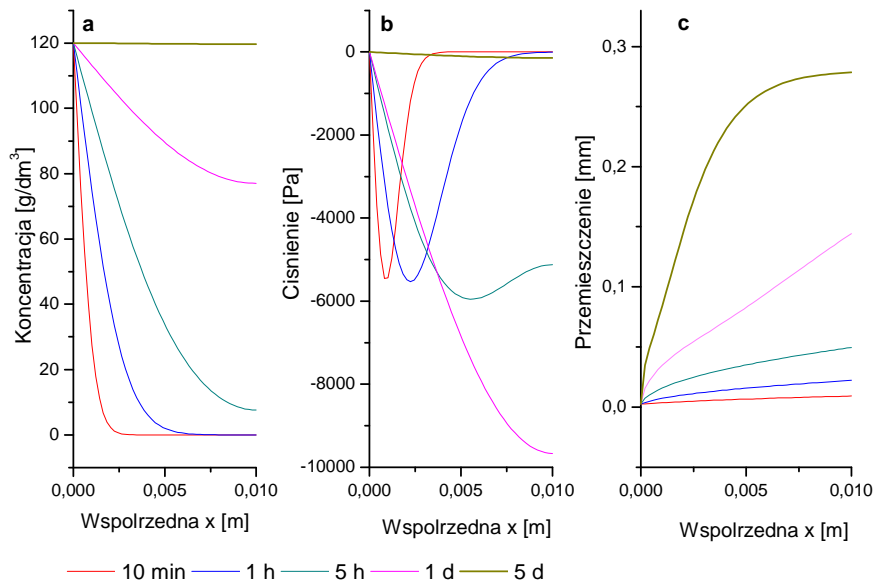 a
120
100
80
60
40
20
0
Koncentracja [g/dm³]
0,000 0,005 0,010
Wspolrzedna x [m]
b
0
-2000
-4000
-6000
-8000
-10000
Cisnienie [Pa]
0,000 0,005 0,010
Wspolrzedna x [m]
c
0,3
0,2
0,1
0,0
Przemieszczenie [mm]
0,000 0,005 0,010
Wspolrzedna x [m]
10 min 1 h 5 h 1 d 5 d